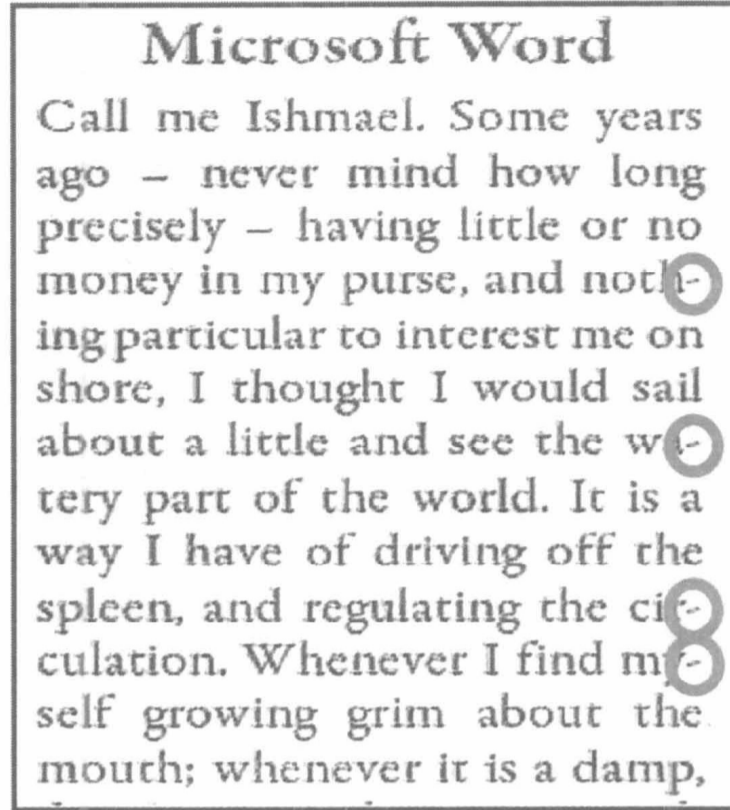 Microsoft Word
Call me Ishmael. Some years
ago – never mind how long
precisely – having little or no
money in my purse, and noth-
ing particular to interest me on
shore, I thought I would sail
about a little and see the wa-
tery part of the world. It is a
way I have of driving off the
spleen, and regulating the cir-
culation. Whenever I find my-
self growing grim about the
mouth; whenever it is a damp,